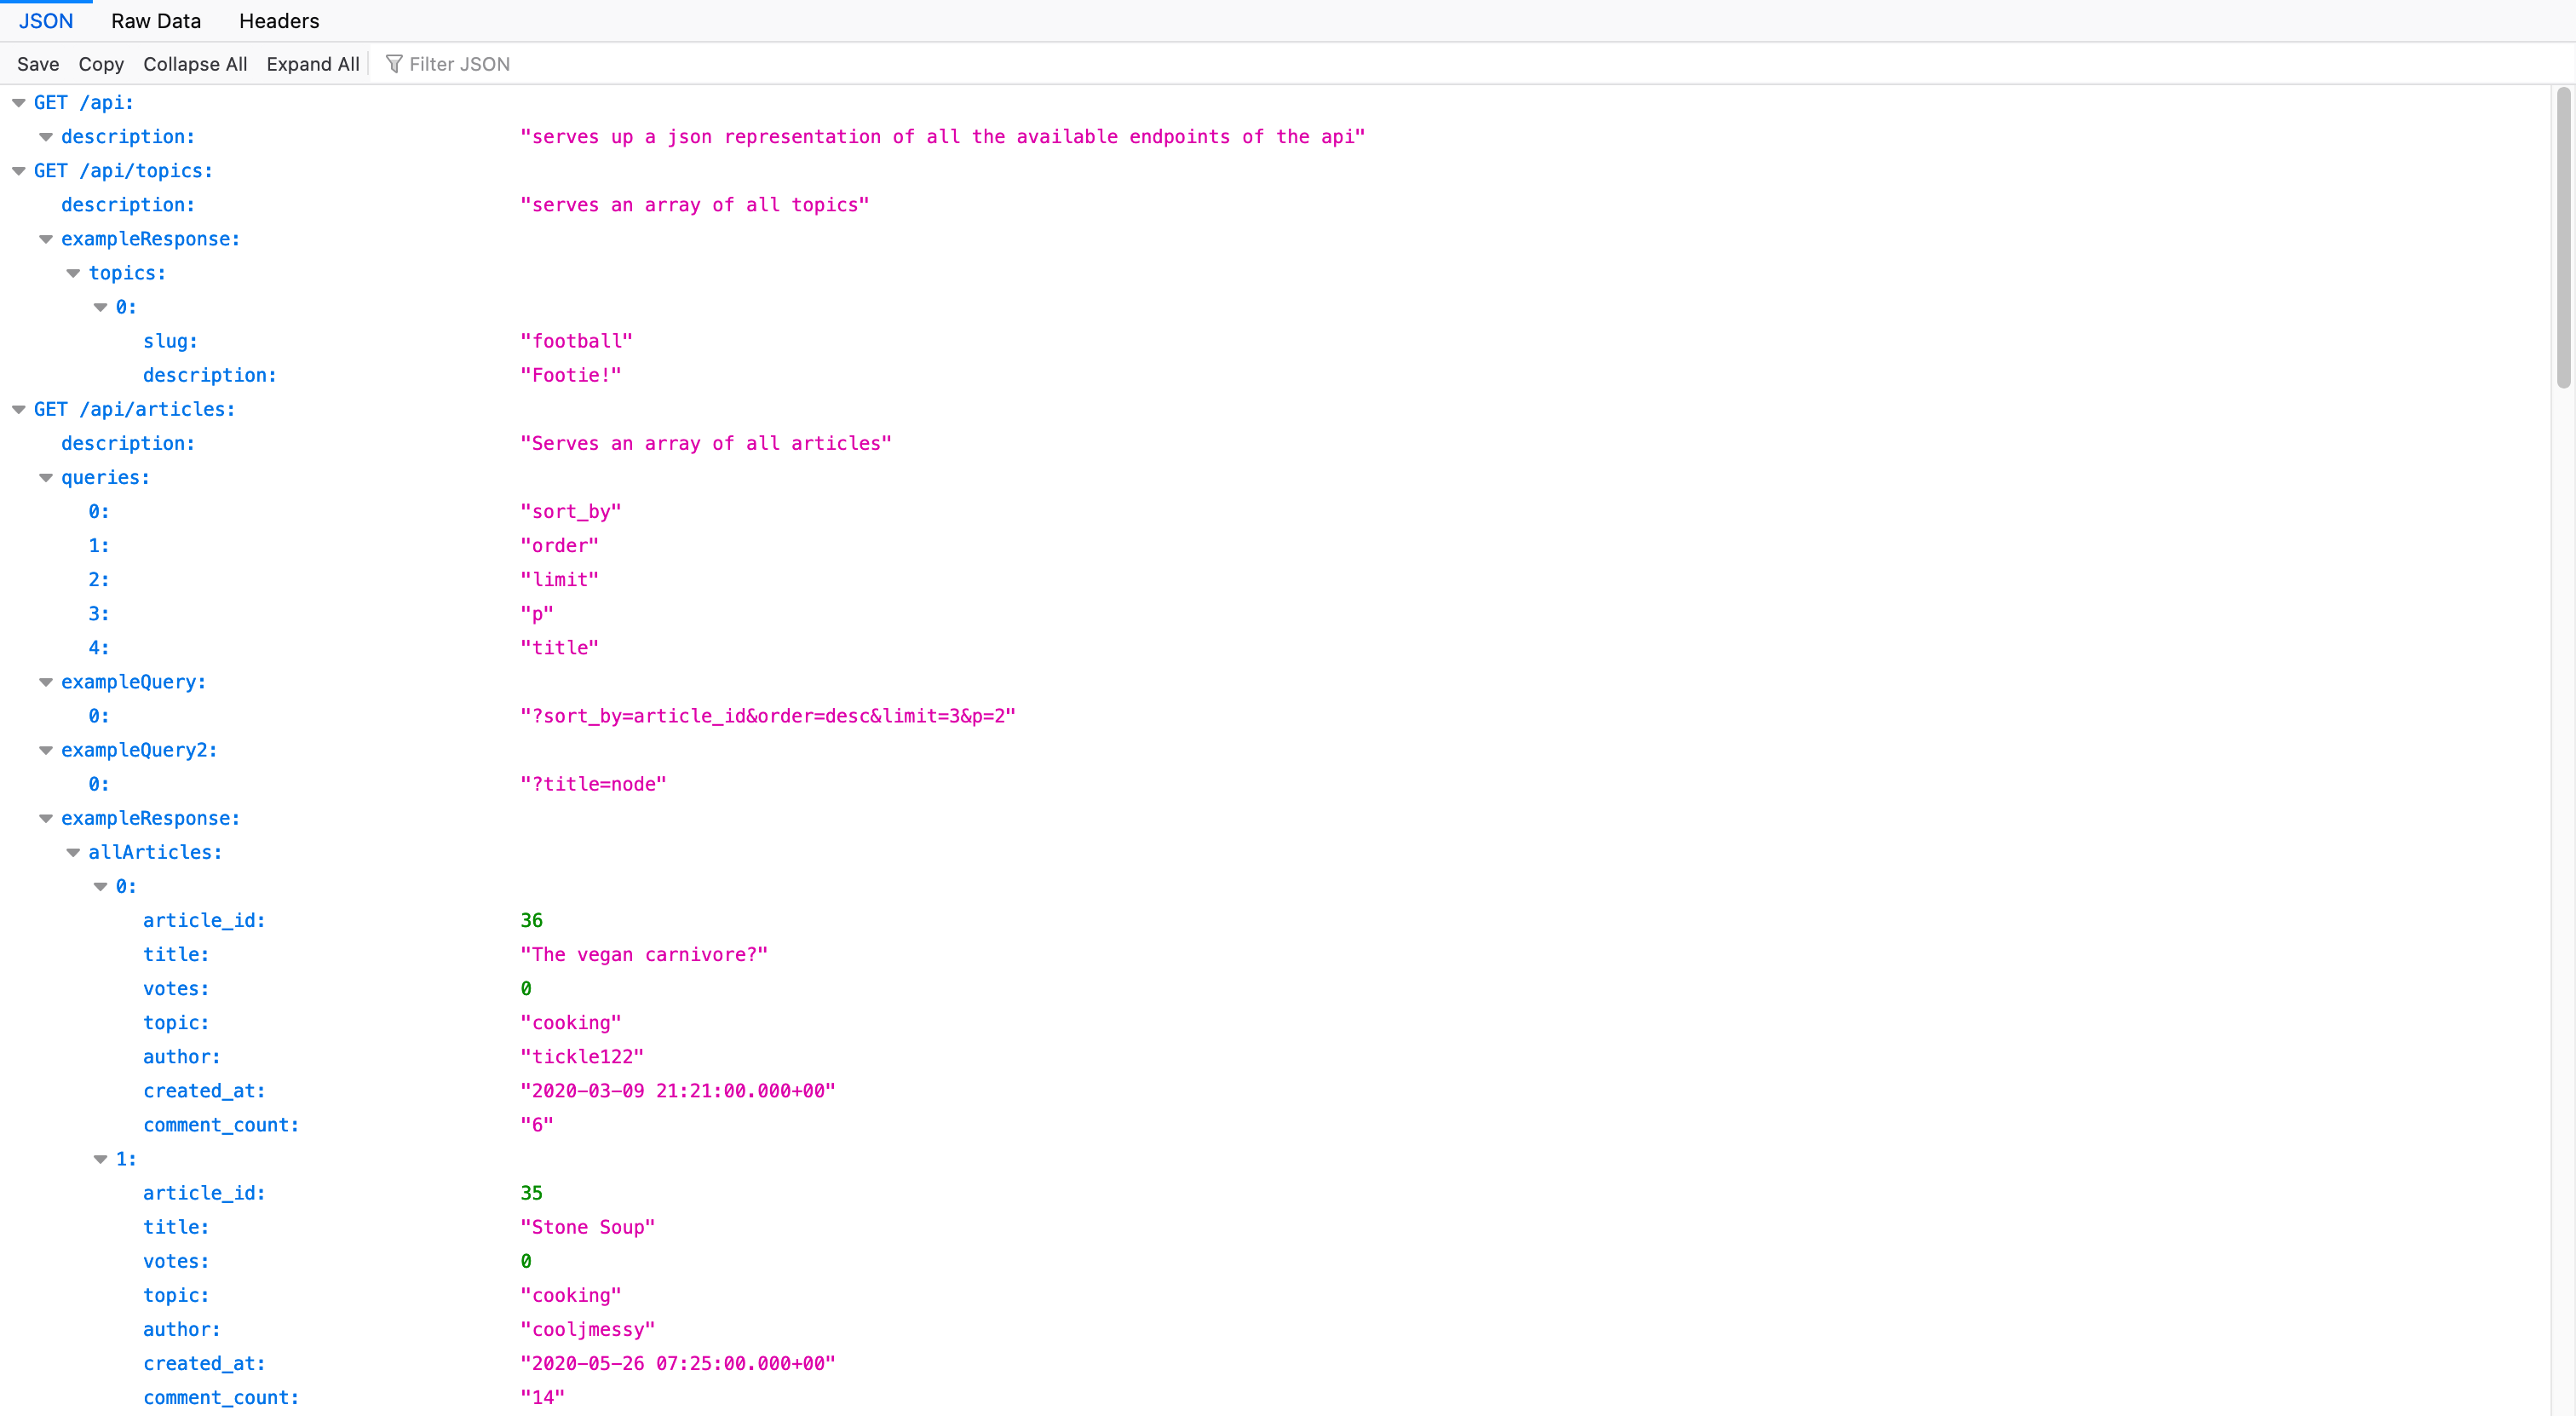 JSON Raw Data Headers
Save Copy Collapse All Expand All Filter JSON
GET /api:
description: "serves up a json representation of all the available endpoints of the api"
GET /api/topics:
description: "serves an array of all topics"
exampleResponse:
topics:
0:
slug: "football"
description: "Footie!"
GET /api/articles:
description: "Serves an array of all articles"
queries:
0: "sort_by"
1: "order"
2: "limit"
3: "p"
4: "title"
exampleQuery:
0: "?sort_by=article_id&order=desc&limit=3&p=2"
exampleQuery2:
0: "?title=node"
exampleResponse:
allArticles:
0:
article_id: 36
title: "The vegan carnivore?"
votes: 0
topic: "cooking"
author: "tickle122"
created_at: "2020-03-09 21:21:00.000+00"
comment_count: "6"
1:
article_id: 35
title: "Stone Soup"
votes: 0
topic: "cooking"
author: "cooljmessy"
created_at: "2020-05-26 07:25:00.000+00"
comment_count: "14"